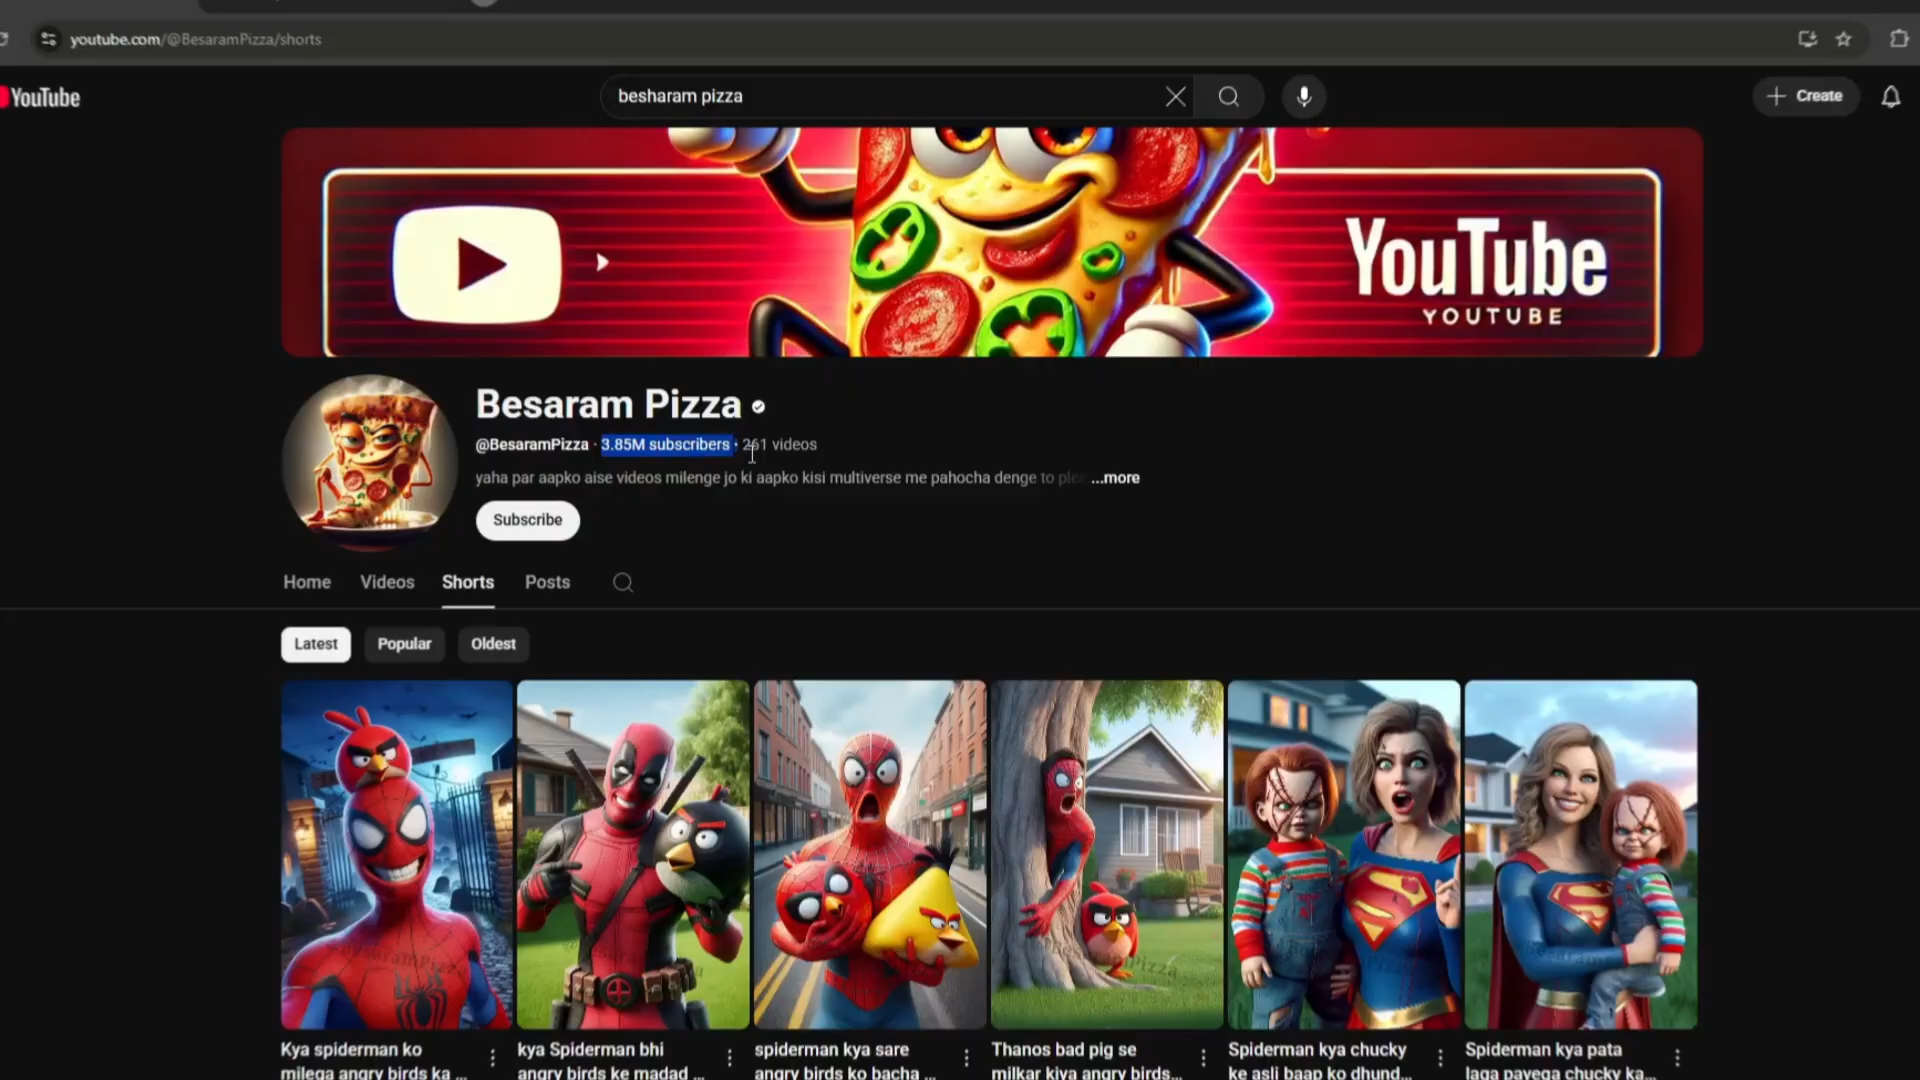 youtube.com/@BesaramPizza/shorts
YouTube
besharam pizza
Create
YouTube
YOUTUBE
Besaram Pizza
@BesaramPizza · 3.85M subscribers · 261 videos
yaha par aapko aise videos milenge jo ki aapko kisi multiverse me pahocha denge to plea ...more
Subscribe
Home Videos Shorts Posts
Latest Popular Oldest
Kya spiderman ko
milega angry birds ka ...
kya Spiderman bhi
angry birds ke madad ...
spiderman kya sare
angry birds ko bacha ...
Thanos bad pig se
milkar kiya angry birds...
Spiderman kya chucky
ke asli baap ko dhund...
Spiderman kya pata
laga payega chucky ka...